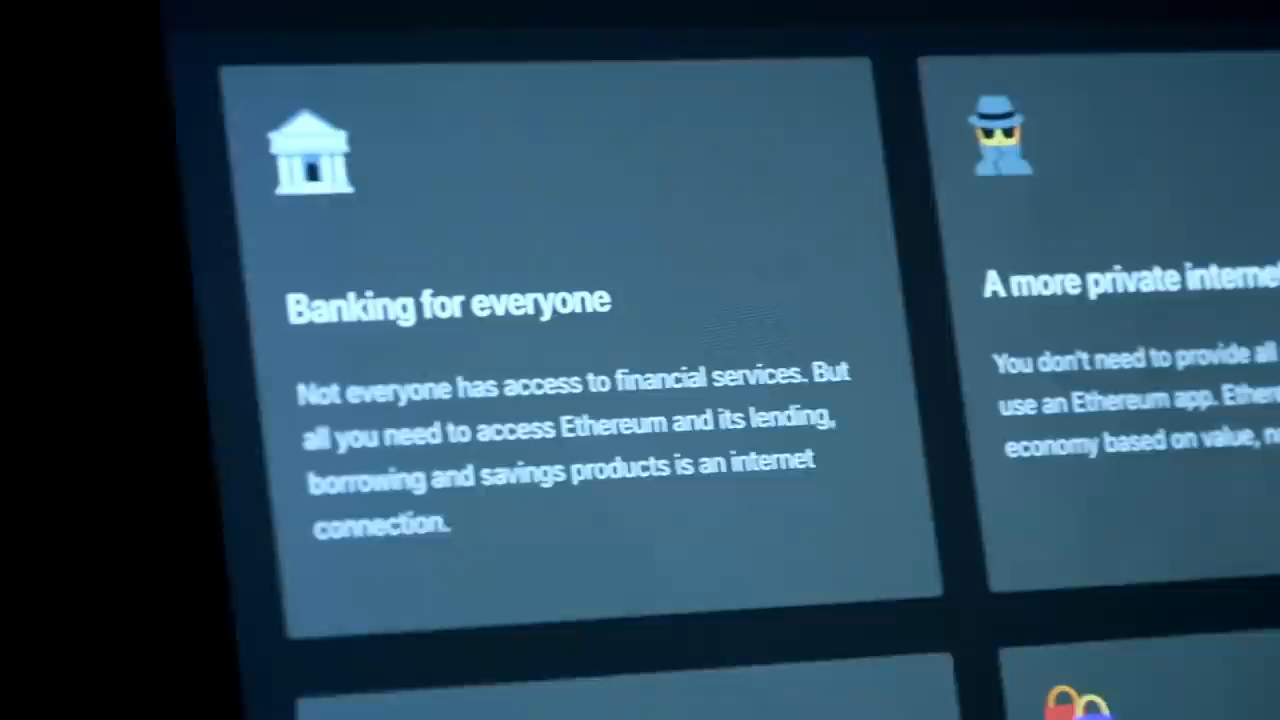 Banking for everyone
Not everyone has access to financial services. But
all you need to access Ethereum and its lending,
borrowing and savings products is an internet
connection.
A more private internet
You don't need to provide all
use an Ethereum app.
economy based on value,